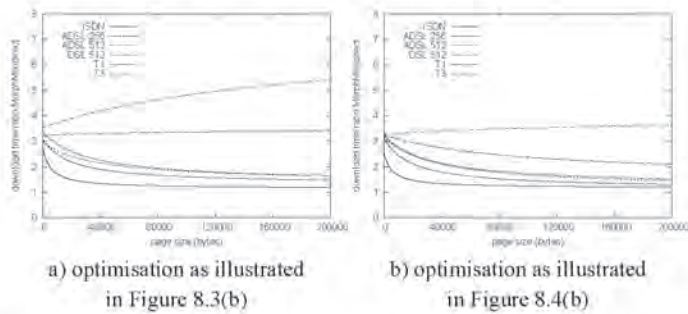 8
7
6
5
4
3
2
1
0
ISDN
ADSL 256
ADSL 512
DSL 512
T1
T3
0 40000 80000 120000 160000 200000
page size (bytes)
a) optimisation as illustrated
in Figure 8.3(b)
8
7
6
5
4
3
2
1
0
ISDN
ADSL 256
ADSL 512
DSL 512
T1
T3
0 40000 80000 120000 160000 200000
page size (bytes)
b) optimisation as illustrated
in Figure 8.4(b)